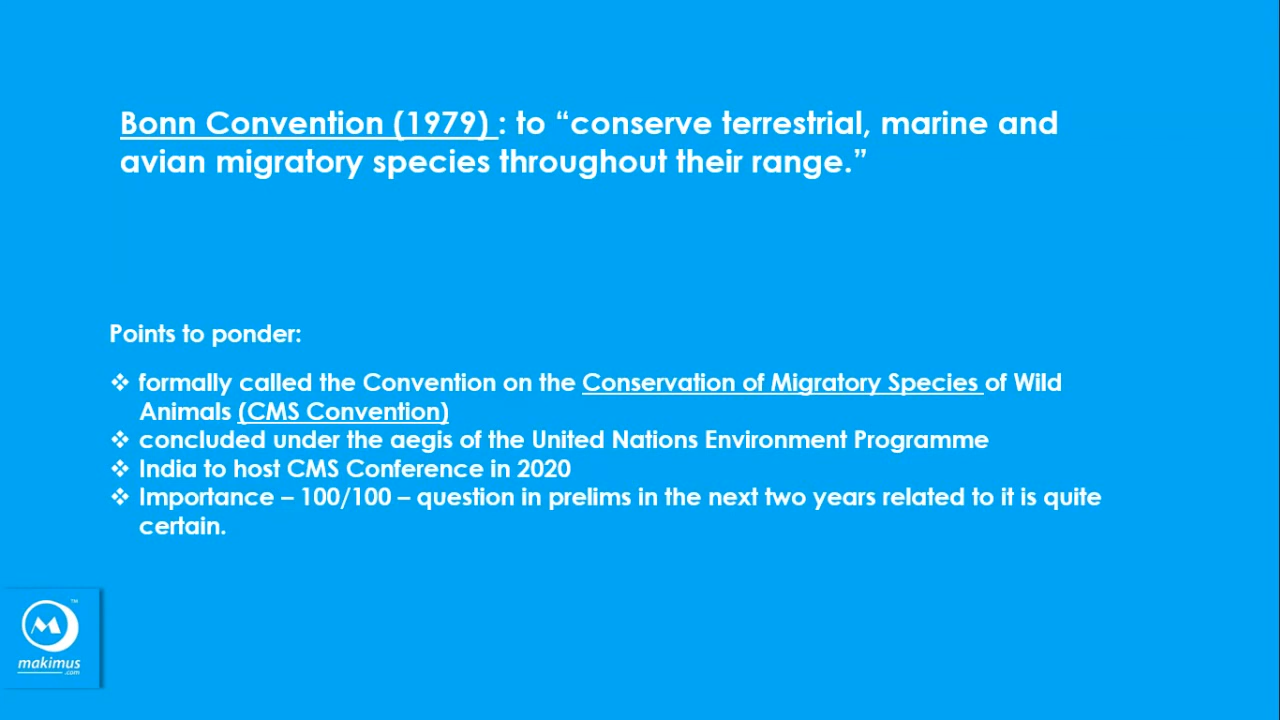 Bonn Convention (1979) : to “conserve terrestrial, marine and
avian migratory species throughout their range.”
Points to ponder:
❖ formally called the Convention on the Conservation of Migratory Species of Wild
Animals (CMS Convention)
❖ concluded under the aegis of the United Nations Environment Programme
❖ India to host CMS Conference in 2020
❖ Importance – 100/100 – question in prelims in the next two years related to it is quite
certain.
M
TM
makimus
.com